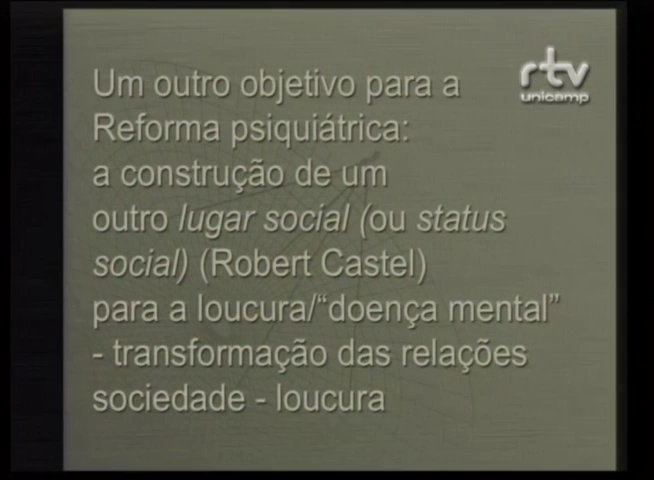 Um outro objetivo para a
Reforma psiquiátrica:
a construção de um
outro lugar social (ou status
social) (Robert Castel)
para a loucura/“doença mental”
- transformação das relações
sociedade - loucura
rtv
unicamp